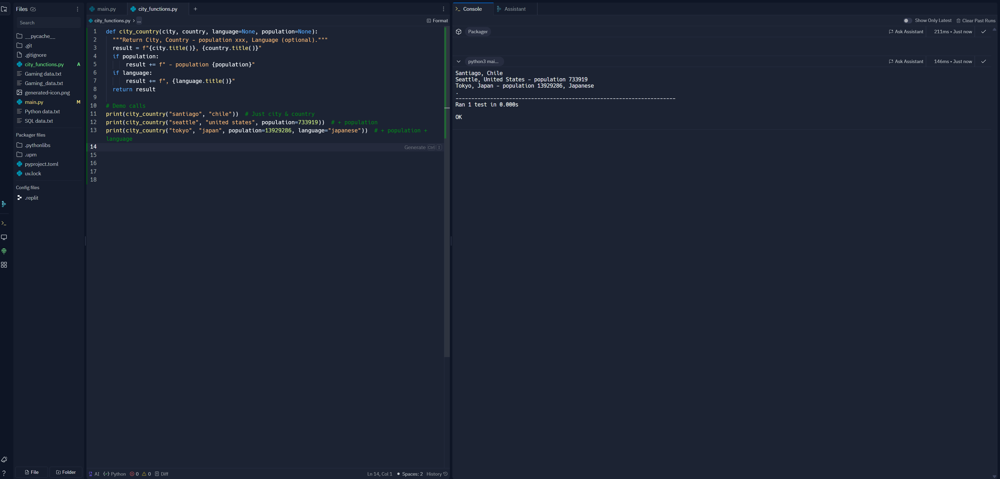 Files
Search
__pycache__
.git
.gitignore
city_functions.py A
Gaming data.txt
Gaming_data.txt
generated-icon.png
main.py M
Python data.txt
SQL data.txt
Packager files
.pythonlibs
.upm
pyproject.toml
uv.lock
Config files
.replit
File Folder
main.py city_functions.py +
city_functions.py > ...
Format
1 def city_country(city, country, language=None, population=None):
2 """Return City, Country - population xxx, Language (optional)."""
3 result = f"{city.title()}, {country.title()}"
4 if population:
5 result += f" - population {population}"
6 if language:
7 result += f", {language.title()}"
8 return result
9
10 # Demo calls
11 print(city_country("santiago", "chile")) # Just city & country
12 print(city_country("seattle", "united states", population=733919)) # + population
13 print(city_country("tokyo", "japan", population=13929286, language="japanese")) # + population +
language
14 Generate Ctrl I
15
16
17
18
AI Python 0 0 Diff
Ln 14, Col 1 • Spaces: 2 History
Console Assistant
Show Only Latest Clear Past Runs
Packager Ask Assistant 211ms • Just now
python3 mai... Ask Assistant 146ms • Just now
Santiago, Chile
Seattle, United States - population 733919
Tokyo, Japan - population 13929286, Japanese
.
----------------------------------------------------------------------
Ran 1 test in 0.000s
OK